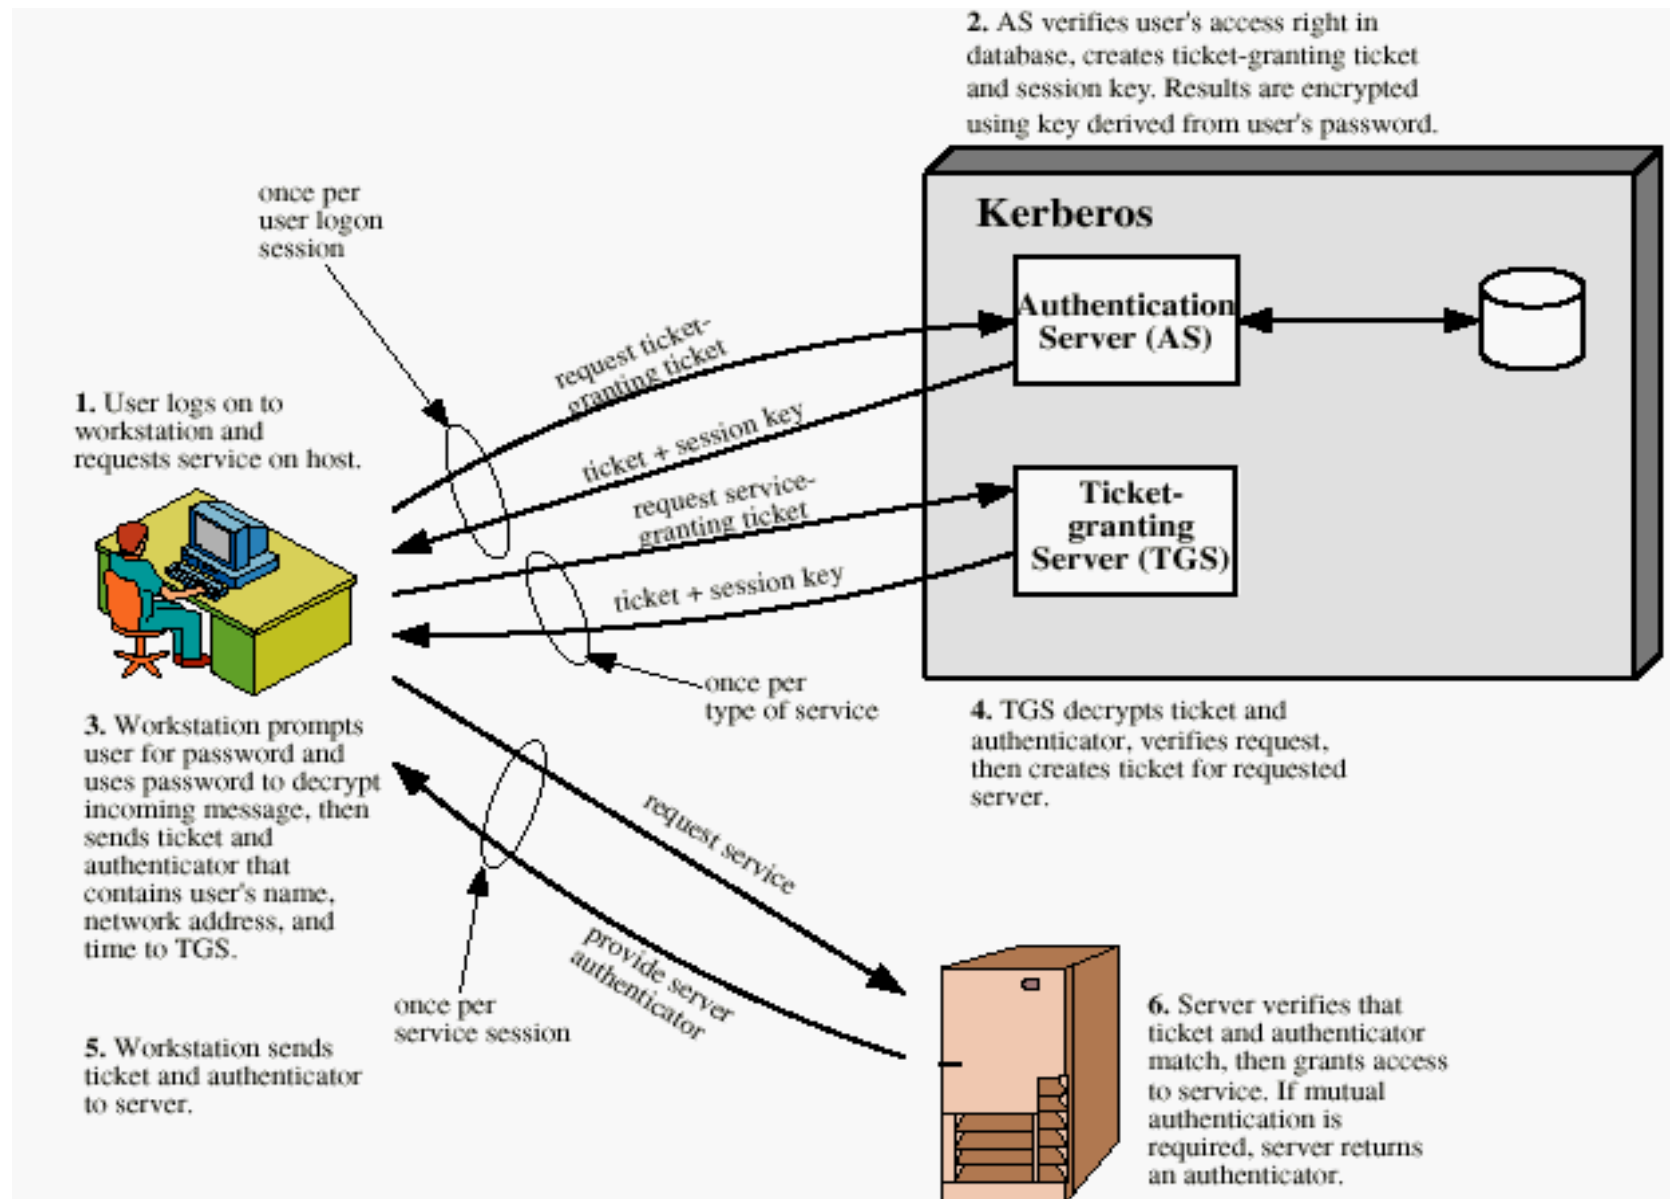 2. AS verifies user's access right in
database, creates ticket-granting ticket
and session key. Results are encrypted
using key derived from user's password.
once per
user logon
session
Kerberos
Authentication
Server (AS)
request ticket-
granting ticket
1. User logs on to
workstation and
requests service on host.
ticket + session key
request service-
granting ticket
Ticket-
granting
Server (TGS)
ticket + session key
once per
type of service
3. Workstation prompts
user for password and
uses password to decrypt
incoming message, then
sends ticket and
authenticator that
contains user's name,
network address, and
time to TGS.
4. TGS decrypts ticket and
authenticator, verifies request,
then creates ticket for requested
server.
request service
provide server
authenticator
once per
service session
5. Workstation sends
ticket and authenticator
to server.
6. Server verifies that
ticket and authenticator
match, then grants access
to service. If mutual
authentication is
required, server returns
an authenticator.